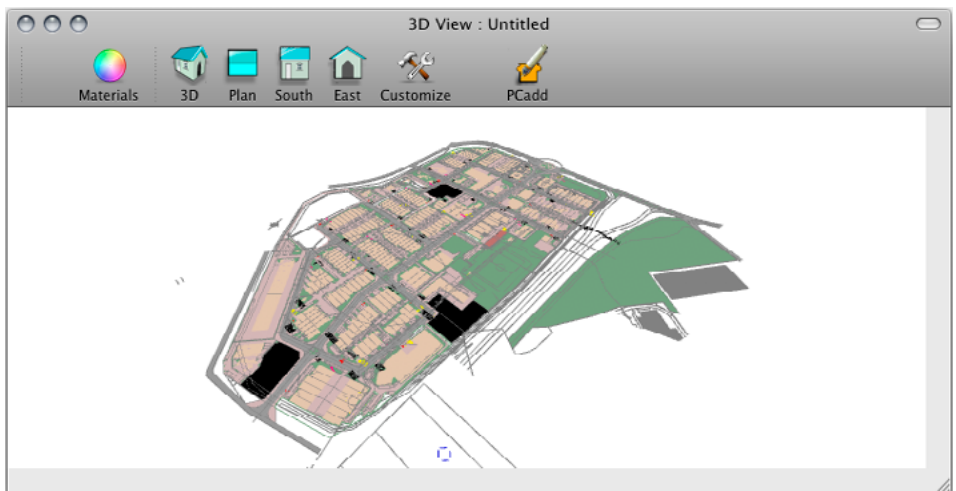 3D View : Untitled
Materials 3D Plan South East Customize PCadd